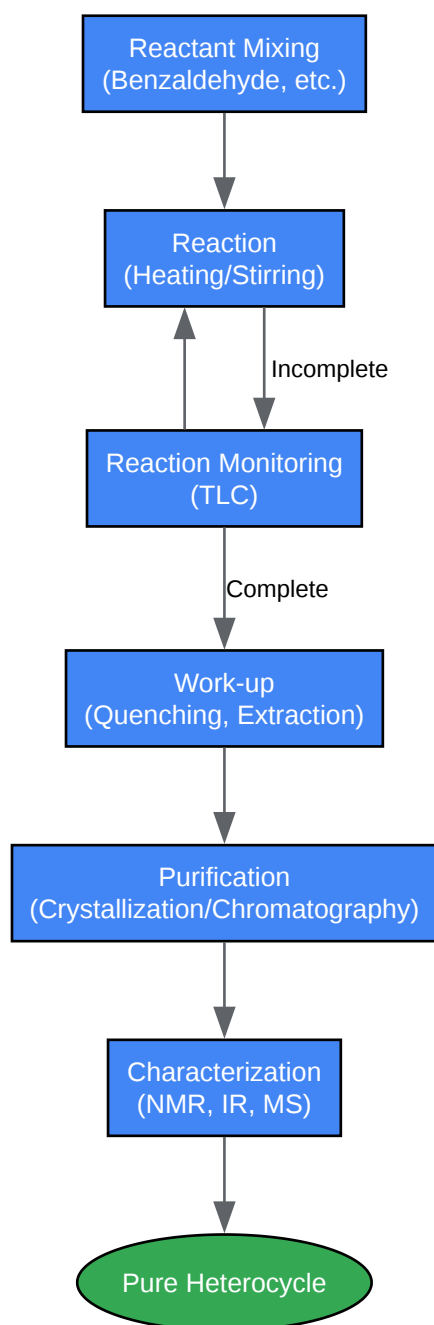 Reactant Mixing
(Benzaldehyde, etc.)
Reaction
(Heating/Stirring)
Incomplete
Reaction Monitoring
(TLC)
Complete
Work-up
(Quenching, Extraction)
Purification
(Crystallization/Chromatography)
Characterization
(NMR, IR, MS)
Pure Heterocycle